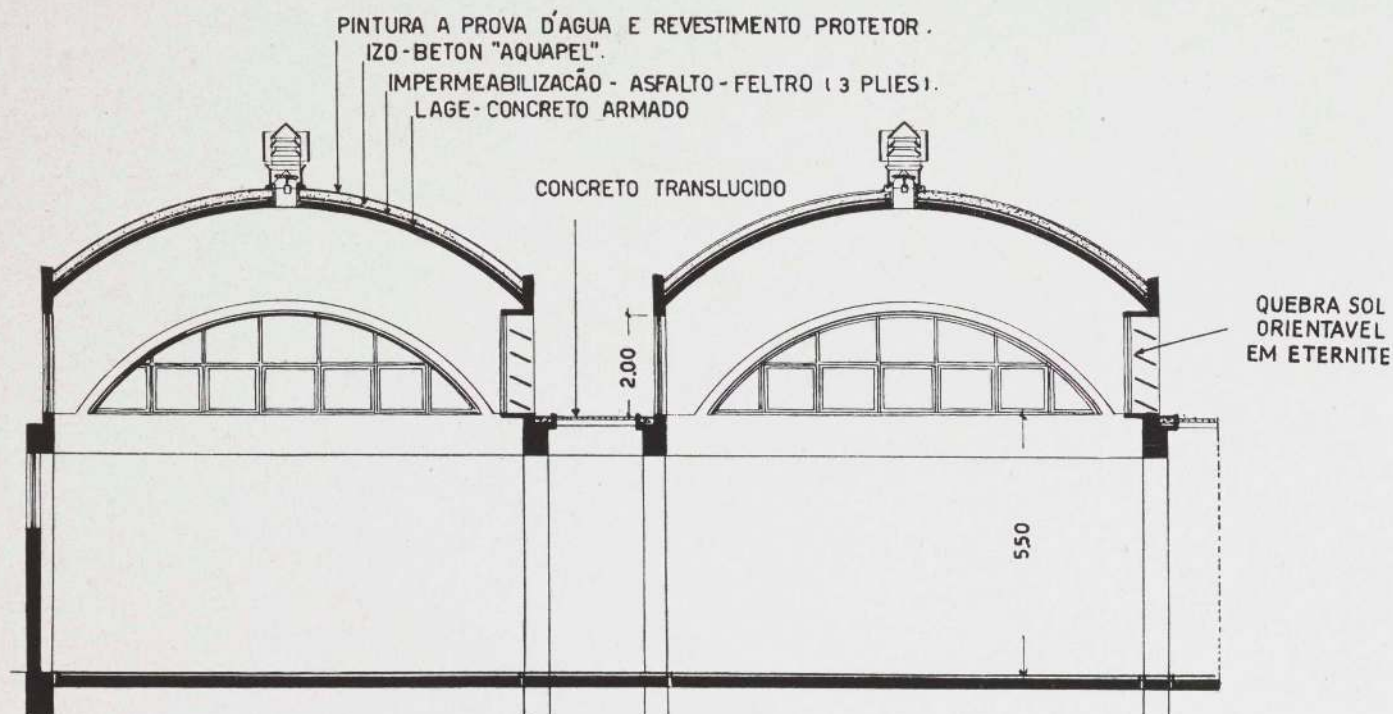 PINTURA A PROVA D'AGUA E REVESTIMENTO PROTETOR.
IZO-BETON "AQUAPEL".
IMPERMEABILIZACÃO - ASFALTO - FELTRO (3 PLIES).
LAGE - CONCRETO ARMADO
CONCRETO TRANSLUCIDO
QUEBRA SOL
ORIENTAVEL
EM ETERNITE
2.00
5.50